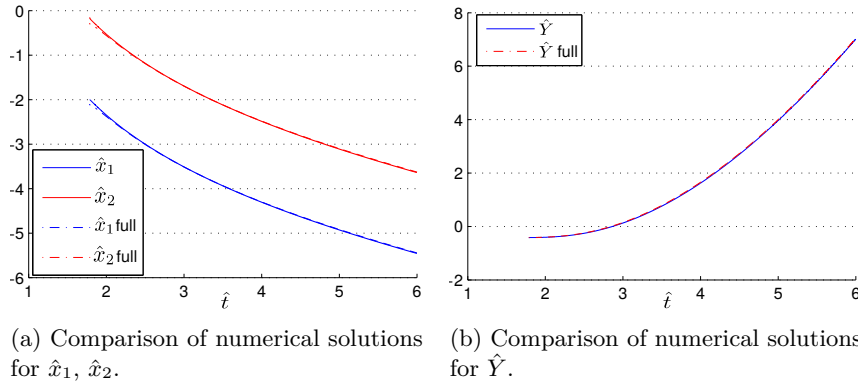 0
-1
-2
-3
-4
-5
-6
1 2 3 4 5 6
x̂₁
x̂₂
x̂₁ full
x̂₂ full
t̂
(a) Comparison of numerical solutions
for x̂₁, x̂₂.
8
6
4
2
0
-2
1 2 3 4 5 6
Ŷ
Ŷ full
t̂
(b) Comparison of numerical solutions
for Ŷ.